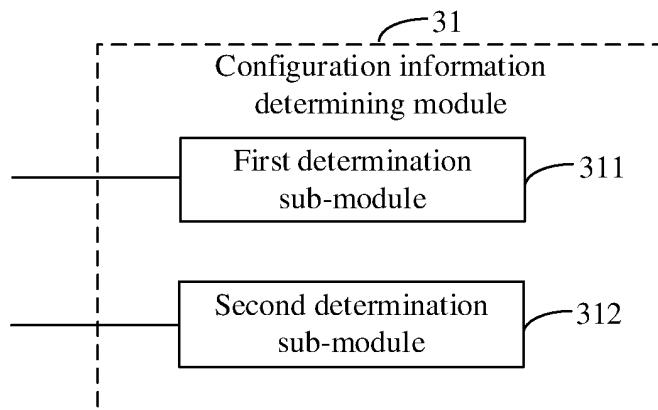 31
Configuration information
determining module
First determination
sub-module
311
Second determination
sub-module
312